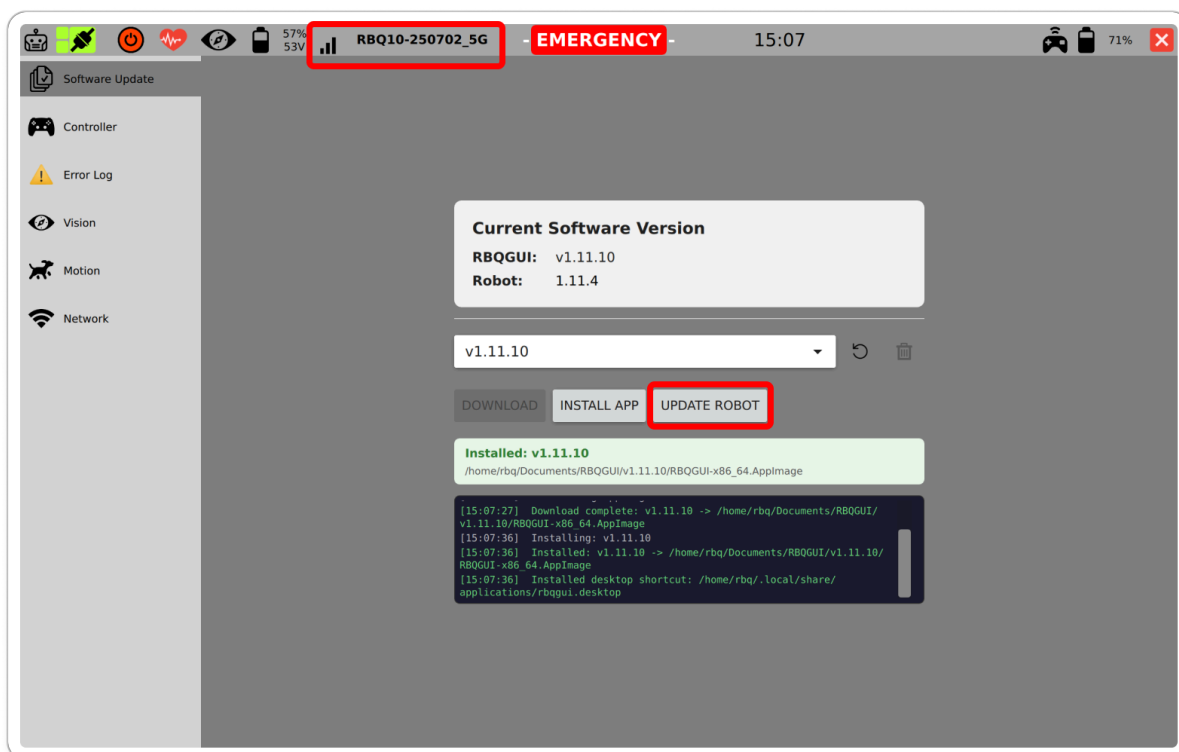 57%
53V
RBQ10-250702_5G
- EMERGENCY -
15:07
71%
Software Update
Controller
Error Log
Vision
Motion
Network
Current Software Version
RBQGUI: v1.11.10
Robot: 1.11.4
v1.11.10
DOWNLOAD INSTALL APP UPDATE ROBOT
Installed: v1.11.10
/home/rbq/Documents/RBQGUI/v1.11.10/RBQGUI-x86_64.AppImage
[15:07:27] Download complete: v1.11.10 -> /home/rbq/Documents/RBQGUI/
v1.11.10/RBQGUI-x86_64.AppImage
[15:07:36] Installing: v1.11.10
[15:07:36] Installed: v1.11.10 -> /home/rbq/Documents/RBQGUI/v1.11.10/
RBQGUI-x86_64.AppImage
[15:07:36] Installed desktop shortcut: /home/rbq/.local/share/
applications/rbqgui.desktop